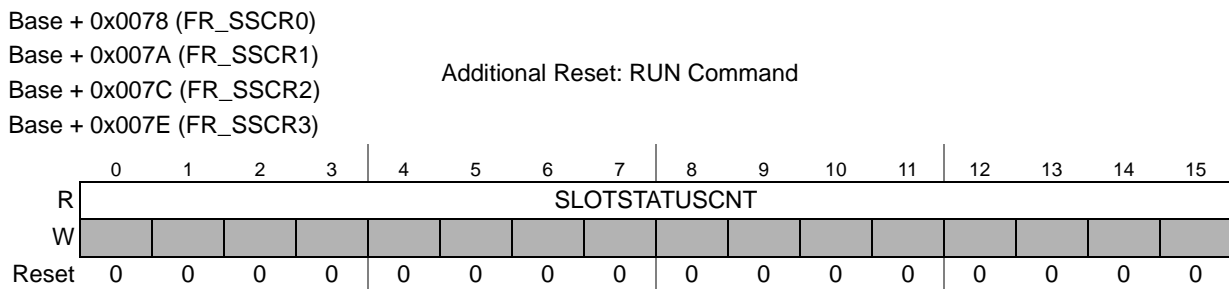 Base + 0x0078 (FR_SSCR0)
Base + 0x007A (FR_SSCR1)
Base + 0x007C (FR_SSCR2)
Base + 0x007E (FR_SSCR3)
Additional Reset: RUN Command
0 1 2 3 4 5 6 7 8 9 10 11 12 13 14 15
R SLOTSTATUSCNT
W
Reset 0 0 0 0 0 0 0 0 0 0 0 0 0 0 0 0